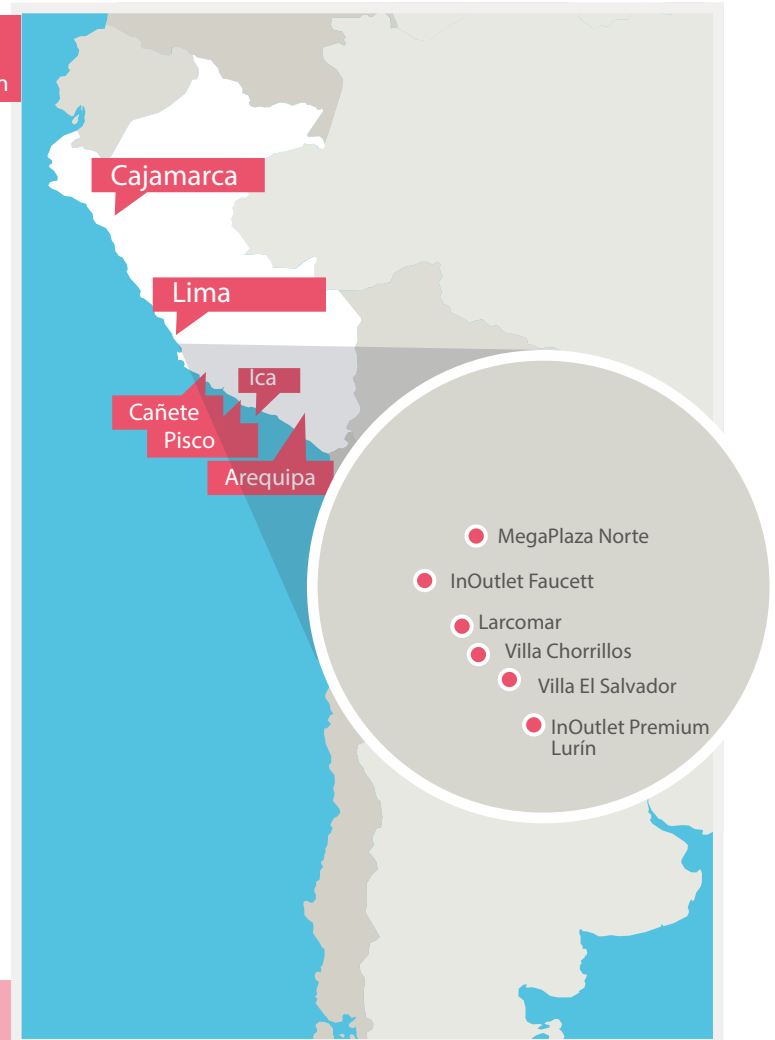 Cajamarca
Lima
Ica
Cañete
Pisco
Arequipa
MegaPlaza Norte
InOutlet Faucett
Larcomar
Villa Chorrillos
Villa El Salvador
InOutlet Premium
Lurín